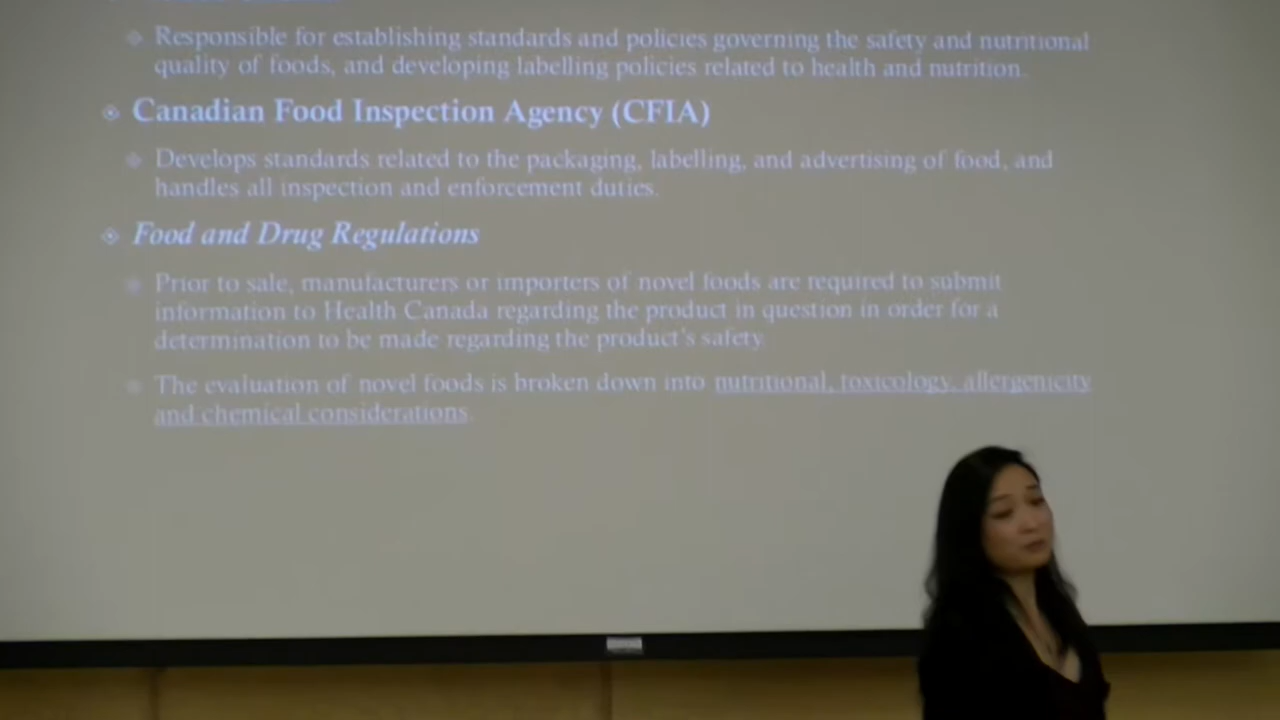 Responsible for establishing standards and policies governing the safety and nutritional
quality of foods, and developing labelling policies related to health and nutrition.
Canadian Food Inspection Agency (CFIA)
Develops standards related to the packaging, labelling, and advertising of food, and
handles all inspection and enforcement duties.
Food and Drug Regulations
Prior to sale, manufacturers or importers of novel foods are required to submit
information to Health Canada regarding the product in question in order for a
determination to be made regarding the product's safety.
The evaluation of novel foods is broken down into nutritional, toxicology, allergenicity
and chemical considerations.